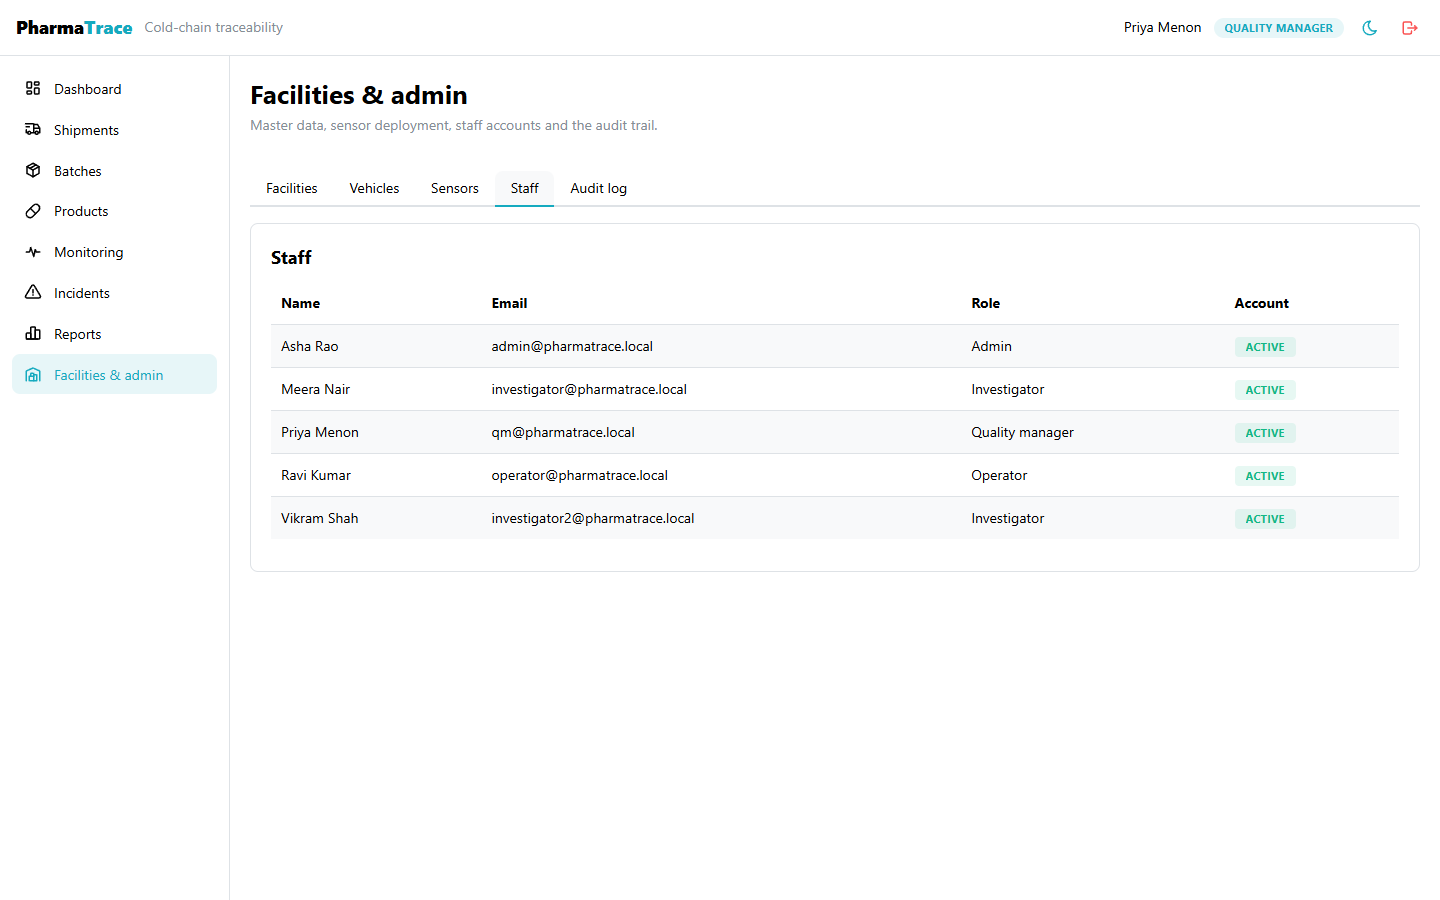 PharmaTrace Cold-chain traceability Priya Menon QUALITY MANAGER
Dashboard
Shipments
Batches
Products
Monitoring
Incidents
Reports
Facilities & admin
Facilities & admin
Master data, sensor deployment, staff accounts and the audit trail.
Facilities Vehicles Sensors Staff Audit log
Staff
Name Email Role Account
Asha Rao admin@pharmatrace.local Admin ACTIVE
Meera Nair investigator@pharmatrace.local Investigator ACTIVE
Priya Menon qm@pharmatrace.local Quality manager ACTIVE
Ravi Kumar operator@pharmatrace.local Operator ACTIVE
Vikram Shah investigator2@pharmatrace.local Investigator ACTIVE